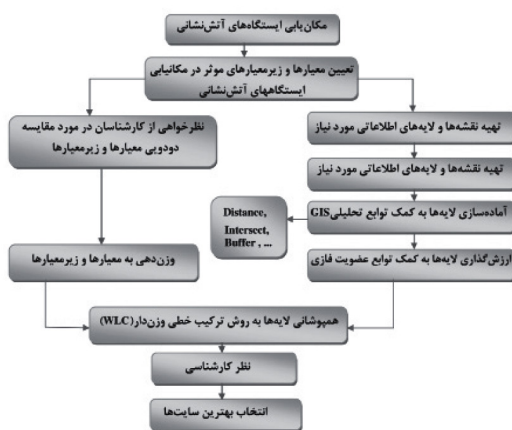 مکان‌یابی ایستگاه‌های آتش‌نشانی
تعیین معیارها و زیرمعیارهای موثر در مکانیابی
ایستگاههای آتش‌نشانی
تهیه نقشه‌ها و لایه‌های اطلاعاتی مورد نیاز
تهیه نقشه‌ها و لایه‌های اطلاعاتی مورد نیاز
آماده‌سازی لایه‌ها به کمک توابع تحلیلیGIS
Distance,
Intersect,
Buffer , ...
ارزش‌گذاری لایه‌ها به کمک توابع عضویت فازی
نظرخواهی از کارشناسان در مورد مقایسه
دودویی معیارها و زیرمعیارها
وزن‌دهی به معیارها و زیرمعیارها
همپوشانی لایه‌ها به روش ترکیب خطی وزن‌دار(WLC)
نظر کارشناسی
انتخاب بهترین سایت‌ها